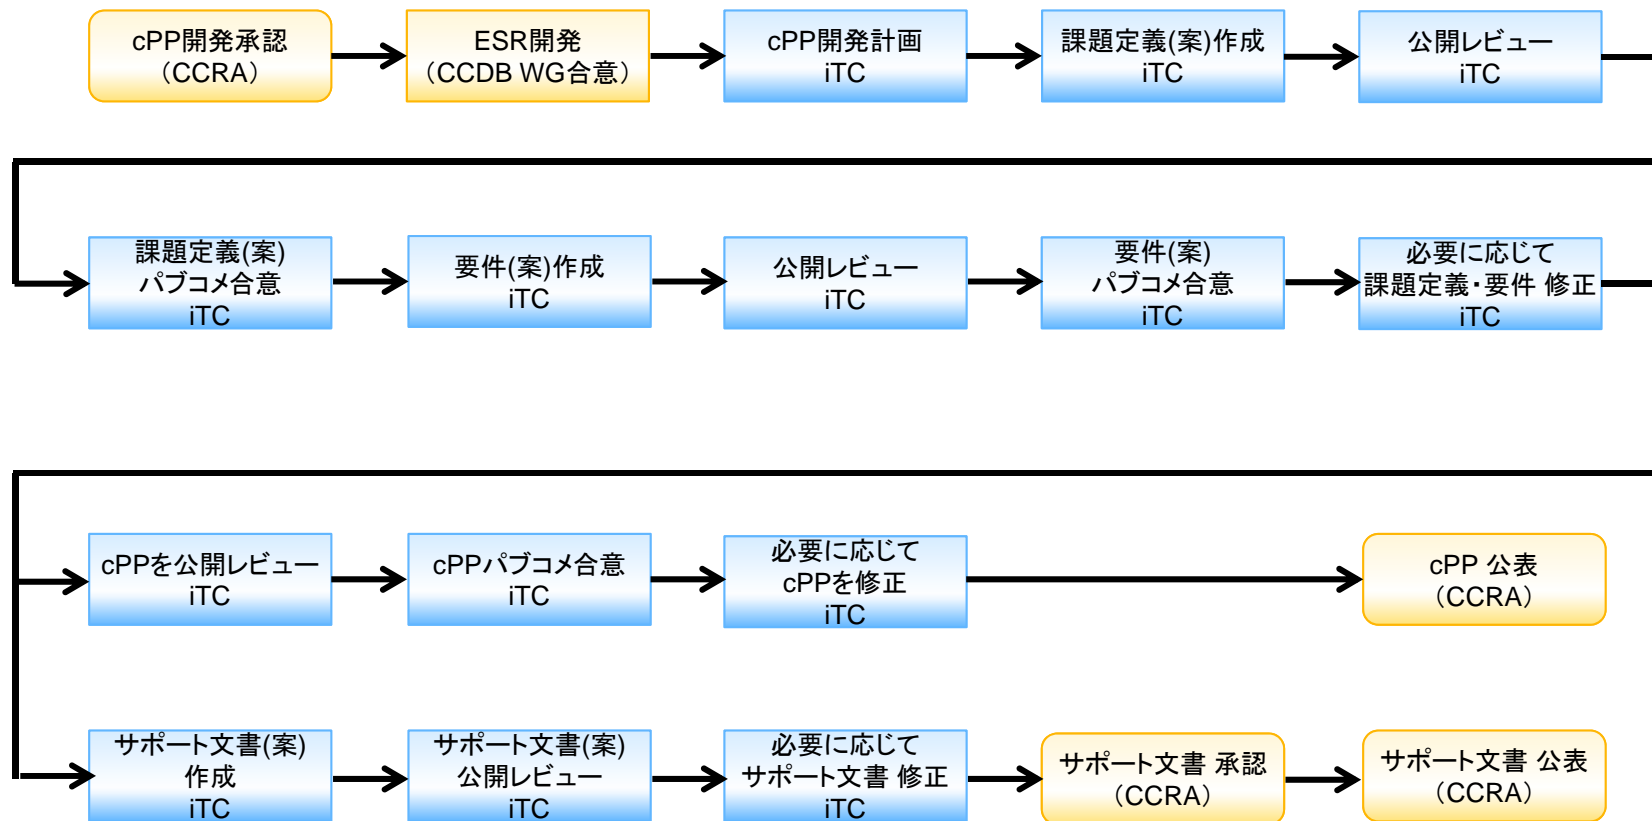 cPP開発承認
(CCRA)
ESR開発
(CCDB WG合意)
cPP開発計画
iTC
課題定義(案)作成
iTC
公開レビュー
iTC
課題定義(案)
パブコメ合意
iTC
要件(案)作成
iTC
公開レビュー
iTC
要件(案)
パブコメ合意
iTC
必要に応じて
課題定義・要件 修正
iTC
cPPを公開レビュー
iTC
cPPパブコメ合意
iTC
必要に応じて
cPPを修正
iTC
cPP 公表
(CCRA)
サポート文書(案)
作成
iTC
サポート文書(案)
公開レビュー
iTC
必要に応じて
サポート文書 修正
iTC
サポート文書 承認
(CCRA)
サポート文書 公表
(CCRA)